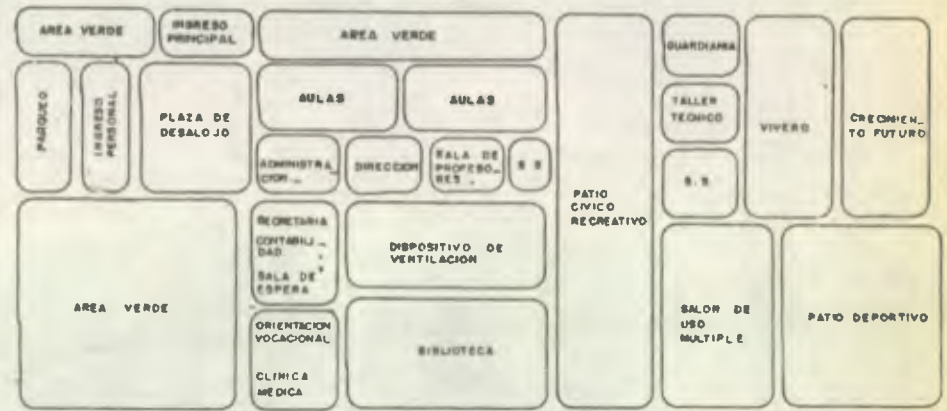 AREA VERDE
INGRESO
PRINCIPAL
AREA VERDE
PARQUEO
INGRESO
PERSONAL
PLAZA DE
DESALOJO
AULAS
AULAS
ADMINISTRA_
CION_
DIRECCION
SALA DE
PROFESO_
RES.
S S
AREA VERDE
SECRETARIA
CONTABILI_
DAD
SALA DE
ESPERA
DISPOSITIVO DE
VENTILACION
ORIENTACION
VOCACIONAL
CLINICA
MEDICA
BIBLIOTECA
PATIO
CIVICO
RECREATIVO
GUARDIANIA
TALLER
TECNICO
S.S
VIVERO
CRECIMIEN_
TO FUTURO
SALON DE
USO
MULTIPLE
PATIO DEPORTIVO